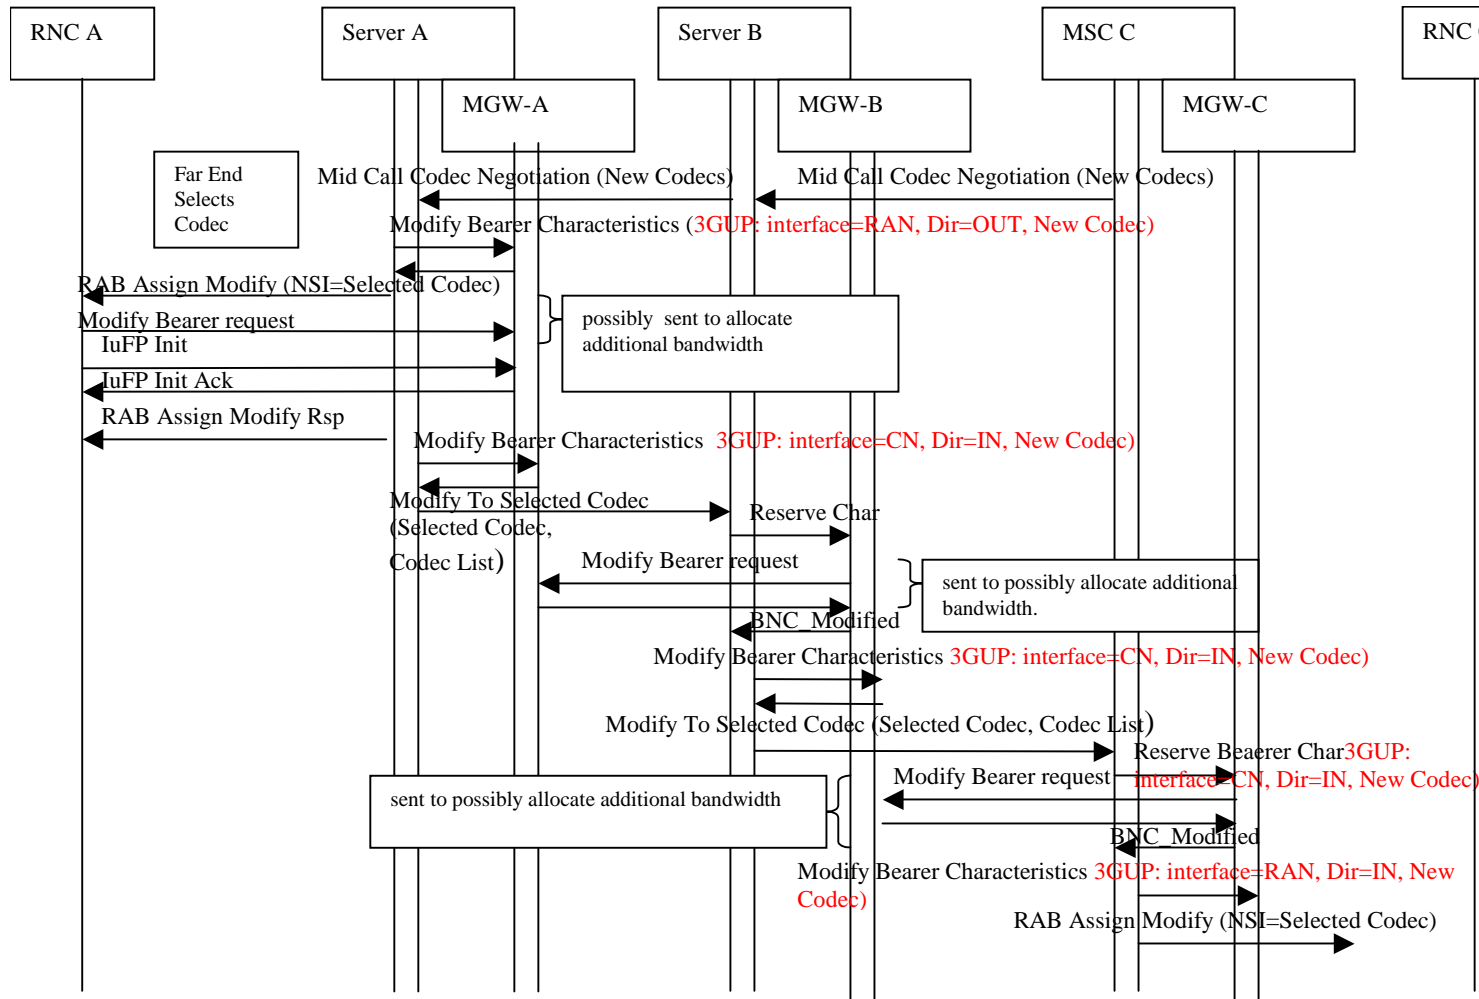 RNC A
Server A
Server B
MSC C
RNC
MGW-A
MGW-B
MGW-C
Far End
Selects
Codec
Mid Call Codec Negotiation (New Codecs)
Mid Call Codec Negotiation (New Codecs)
Modify Bearer Characteristics (3GUP: interface=RAN, Dir=OUT, New Codec)
RAB Assign Modify (NSI=Selected Codec)
Modify Bearer request
possibly sent to allocate
additional bandwidth
IuFP Init
IuFP Init Ack
RAB Assign Modify Rsp
Modify Bearer Characteristics 3GUP: interface=CN, Dir=IN, New Codec)
Modify To Selected Codec
(Selected Codec,
Codec List)
Reserve Char
Modify Bearer request
sent to possibly allocate additional
bandwidth.
BNC_Modified
Modify Bearer Characteristics 3GUP: interface=CN, Dir=IN, New Codec)
Modify To Selected Codec (Selected Codec, Codec List)
Reserve Beaerer Char3GUP:
interface=CN, Dir=IN, New Codec)
Modify Bearer request
sent to possibly allocate additional bandwidth
BNC_Modified
Modify Bearer Characteristics 3GUP: interface=RAN, Dir=IN, New
Codec)
RAB Assign Modify (NSI=Selected Codec)